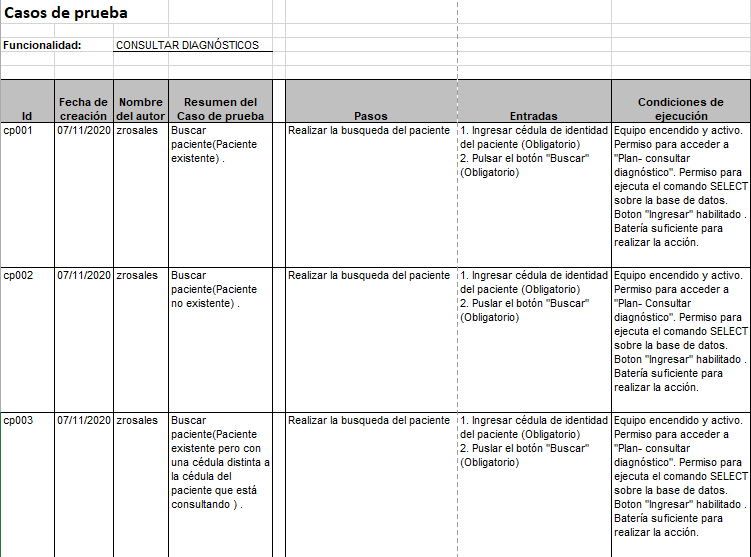 Casos de prueba
Funcionalidad: CONSULTAR DIAGNÓSTICOS
Id
Fecha de
creación
Nombre
del autor
Resumen del
Caso de prueba
Pasos
Entradas
Condiciones de
ejecución
cp001
07/11/2020
zrosales
Buscar
paciente(Paciente
existente) .
Realizar la busqueda del paciente
1. Ingresar cédula de identidad
del paciente (Obligatorio)
2. Pulsar el botón "Buscar"
(Obligatorio)
Equipo encendido y activo.
Permiso para acceder a
"Plan- consultar
diagnóstico". Permiso para
ejecuta el comando SELECT
sobre la base de datos.
Boton "Ingresar" habilitado .
Batería suficiente para
realizar la acción.
cp002
07/11/2020
zrosales
Buscar
paciente(Paciente
no existente) .
Realizar la busqueda del paciente
1. Ingresar cédula de identidad
del paciente (Obligatorio)
2. Puslar el botón "Buscar"
(Obligatorio)
Equipo encendido y activo.
Permiso para acceder a
"Plan- Consultar
diagnóstico". Permiso para
ejecuta el comando SELECT
sobre la base de datos.
Boton "Ingresar" habilitado .
Batería suficiente para
realizar la acción.
cp003
07/11/2020
zrosales
Buscar
paciente(Paciente
existente pero con
una cédula distinta a
la cédula del
paciente que está
consultando ) .
Realizar la busqueda del paciente
1. Ingresar cédula de identidad
del paciente (Obligatorio)
2. Puslar el botón "Buscar"
(Obligatorio)
Equipo encendido y activo.
Permiso para acceder a
"Plan- consultar
diagnóstico". Permiso para
ejecuta el comando SELECT
sobre la base de datos.
Boton "Ingresar" habilitado .
Batería suficiente para
realizar la acción.